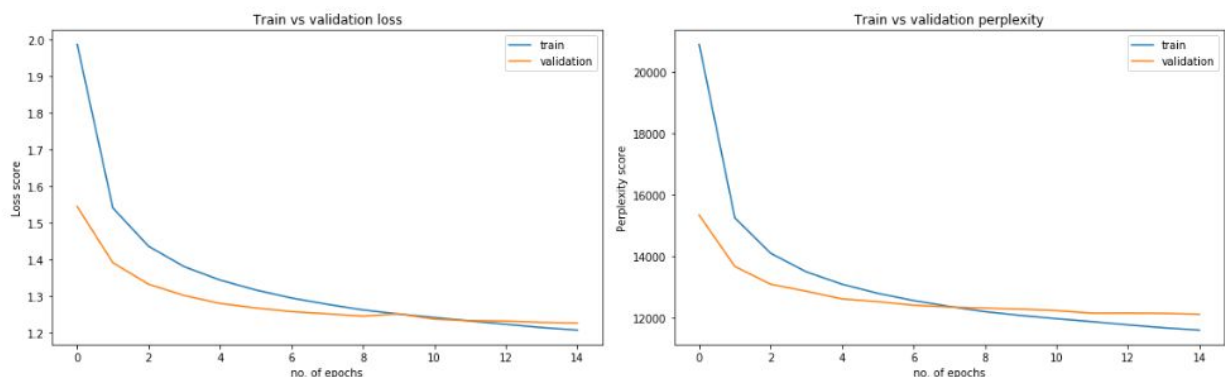 Train vs validation loss
2.0
1.9
1.8
1.7
1.6
1.5
1.4
1.3
1.2
Loss score
0 2 4 6 8 10 12 14
no. of epochs
train
validation
Train vs validation perplexity
20000
18000
16000
14000
12000
Perplexity score
0 2 4 6 8 10 12 14
no. of epochs
train
validation